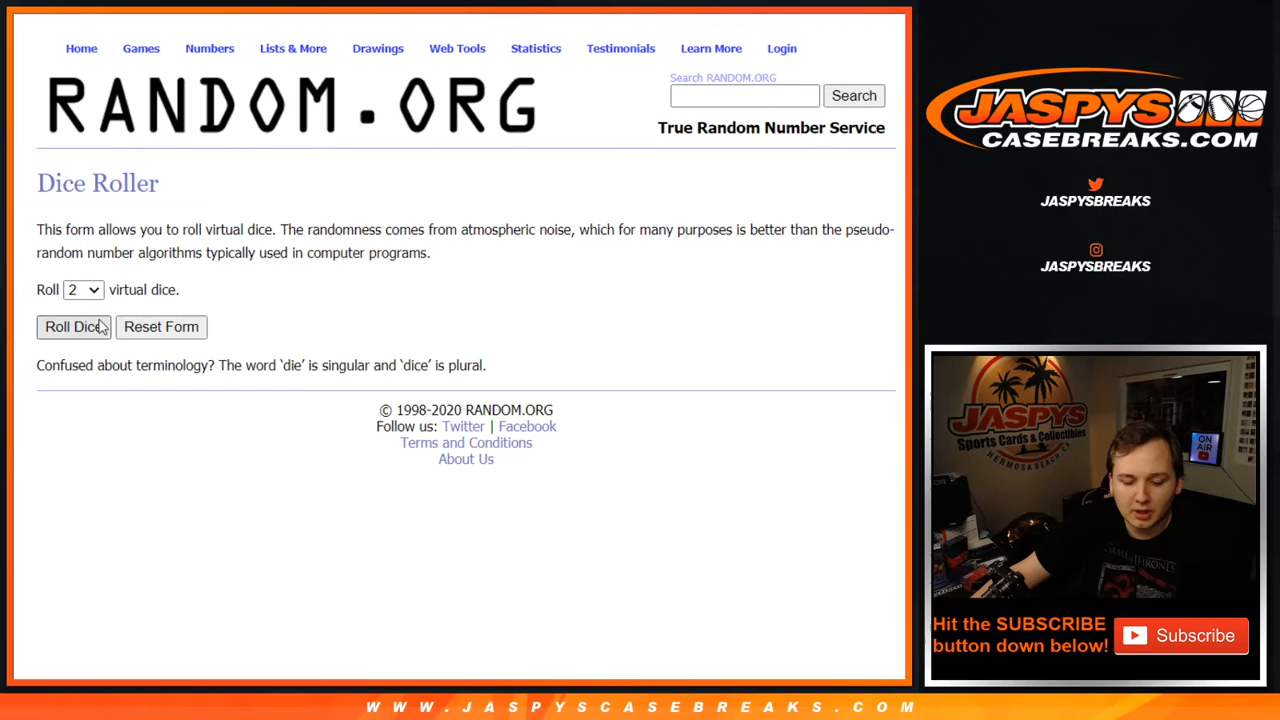 Home Games Numbers Lists & More Drawings Web Tools Statistics Testimonials Learn More Login
RANDOM.ORG
Search RANDOM.ORG
Search
True Random Number Service
Dice Roller
This form allows you to roll virtual dice. The randomness comes from atmospheric noise, which for many purposes is better than the pseudo-
random number algorithms typically used in computer programs.
Roll 2 virtual dice.
Roll Dice Reset Form
Confused about terminology? The word ‘die’ is singular and ‘dice’ is plural.
© 1998-2020 RANDOM.ORG
Follow us: Twitter | Facebook
Terms and Conditions
About Us
JASPYS
CASEBREAKS.COM
JASPYSBREAKS
JASPYSBREAKS
JASPYS
Sports Cards & Collectibles
HERMOSA BEACH, CA
ON
AIR
Hit the SUBSCRIBE
button down below!
Subscribe
WWW.JASPYSCASEBREAKS.COM